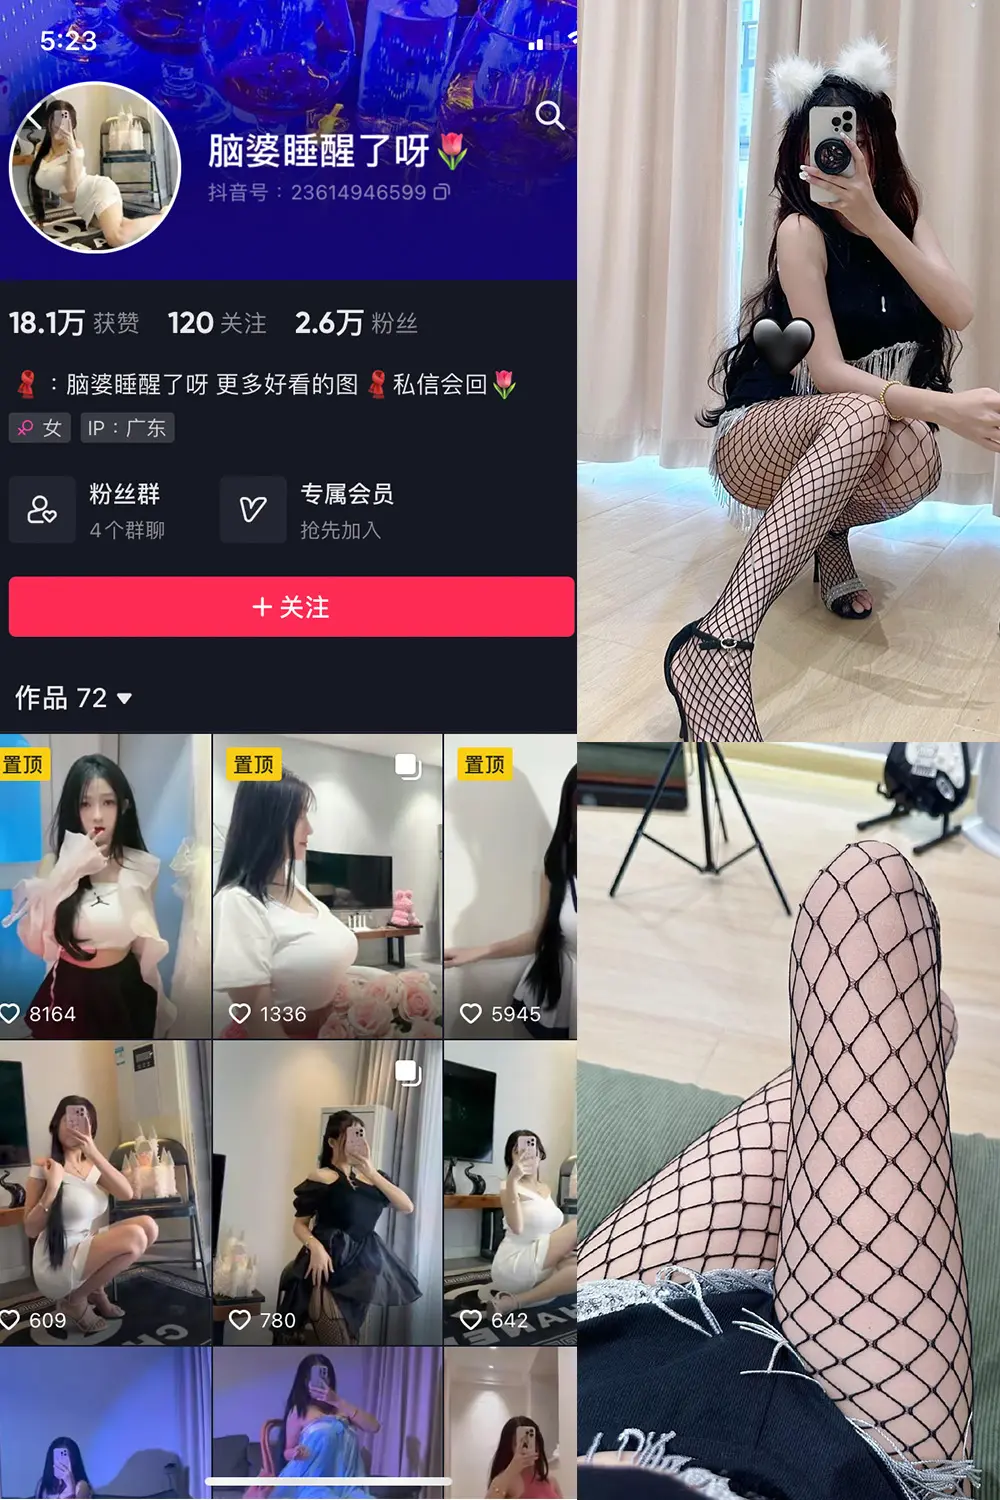 5:23
脑婆睡醒了呀🌷
抖音号：23614946599
18.1万 获赞 120 关注 2.6万 粉丝
🧣：脑婆睡醒了呀 更多好看的图🧣私信会回🌷
女 IP：广东
粉丝群
4个群聊
专属会员
抢先加入
+ 关注
作品 72
置顶 置顶 置顶
8164 1336 5945
609 780 642